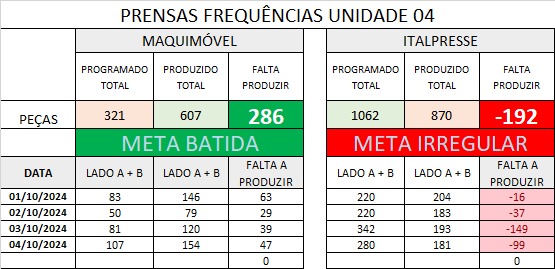 PRENSAS FREQUÊNCIAS UNIDADE 04
MAQUIMÓVEL ITALPRESSE
PROGRAMADO TOTAL PRODUZIDO TOTAL FALTA PRODUZIR PROGRAMADO TOTAL PRODUZIDO TOTAL FALTA PRODUZIR
PEÇAS 321 607 286 1062 870 -192
META BATIDA META IRREGULAR
DATA LADO A + B LADO A + B FALTA A PRODUZIR LADO A + B LADO A + B FALTA A PRODUZIR
01/10/2024 83 146 63 220 204 -16
02/10/2024 50 79 29 220 183 -37
03/10/2024 81 120 39 342 193 -149
04/10/2024 107 154 47 280 181 -99
0 0